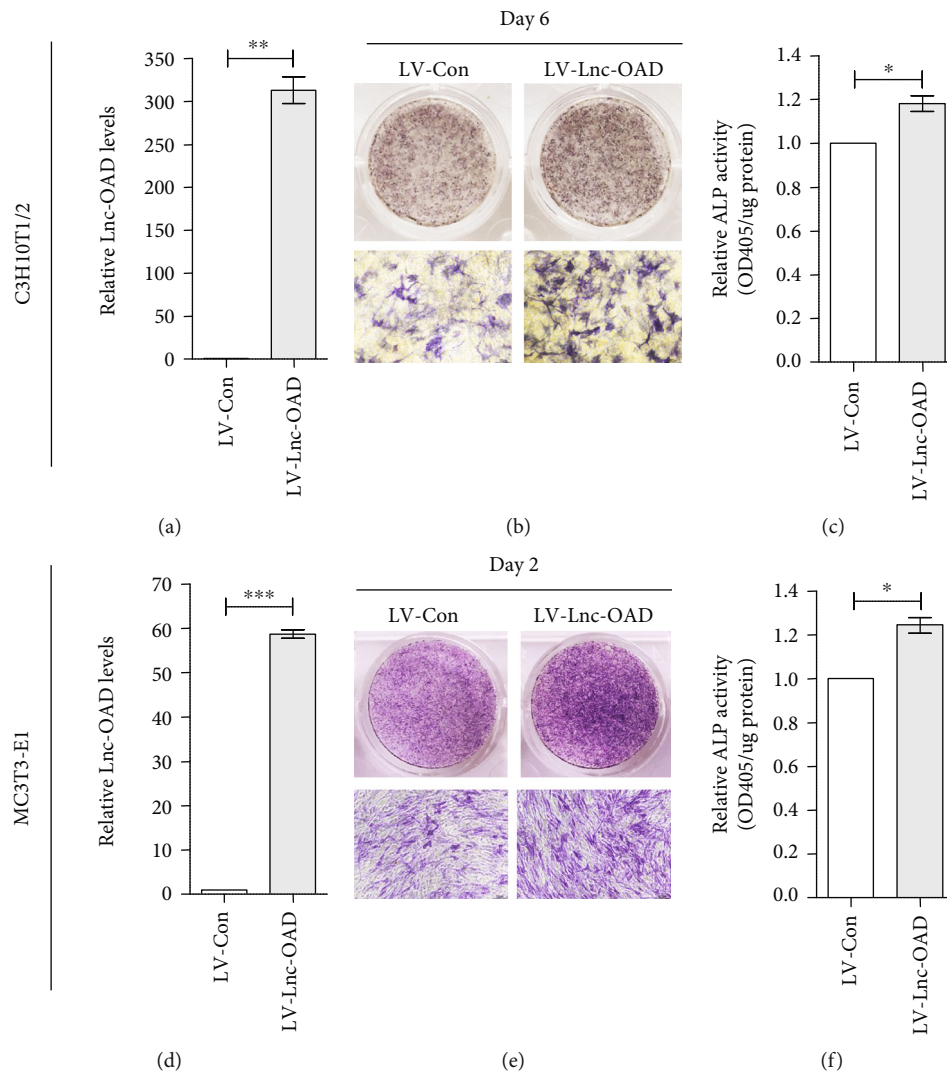 C3H10T1/2
Relative Lnc-OAD levels
350
300
250
200
150
100
50
0
**
LV-Con
LV-Lnc-OAD
(a)
Day 6
LV-Con
LV-Lnc-OAD
(b)
Relative ALP activity
(OD405/ug protein)
1.4
1.2
1.0
0.8
0.6
0.4
0.2
0.0
*
LV-Con
LV-Lnc-OAD
(c)
MC3T3-E1
Relative Lnc-OAD levels
70
60
50
40
30
20
10
0
***
LV-Con
LV-Lnc-OAD
(d)
Day 2
LV-Con
LV-Lnc-OAD
(e)
Relative ALP activity
(OD405/ug protein)
1.4
1.2
1.0
0.8
0.6
0.4
0.2
0.0
*
LV-Con
LV-Lnc-OAD
(f)